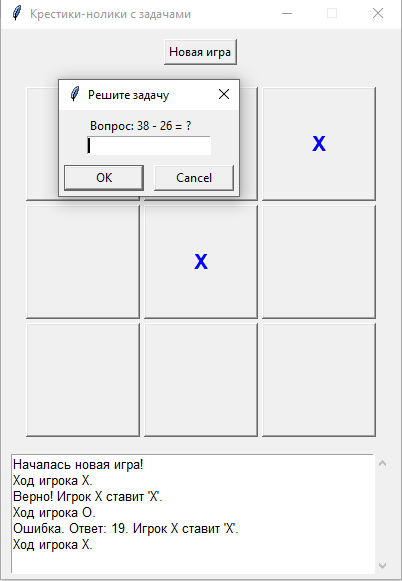 Крестики-нолики с задачами
Новая игра
Решите задачу
Вопрос: 38 - 26 = ?
OK Cancel
X
X
Началась новая игра!
Ход игрока X.
Верно! Игрок X ставит 'X'.
Ход игрока O.
Ошибка. Ответ: 19. Игрок X ставит 'X'.
Ход игрока X.